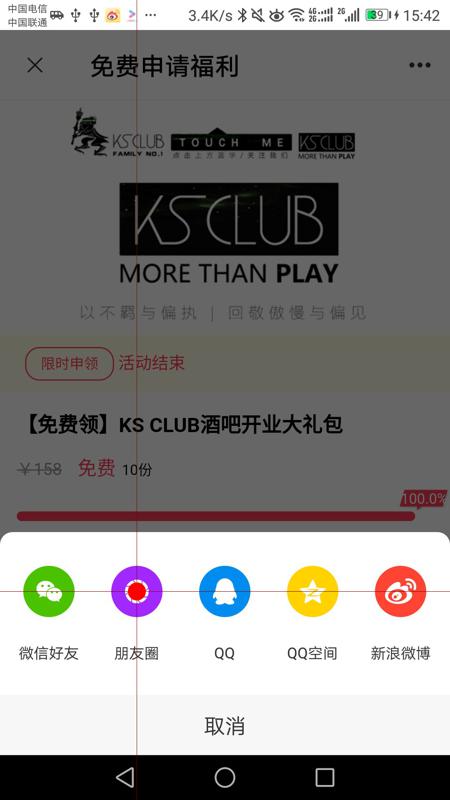 中国电信
中国联通
3.4K/s
4G
2G
2G
39
15:42
免费申请福利
KS CLUB
FAMILY NO.1
TOUCH ME
点击上方蓝字/关注我们
KS CLUB
MORE THAN PLAY
KS CLUB
MORE THAN PLAY
以不羁与偏执 | 回敬傲慢与偏见
限时申领 活动结束
【免费领】KS CLUB酒吧开业大礼包
￥158 免费 10份
100.0%
微信好友 朋友圈 QQ QQ空间 新浪微博
取消